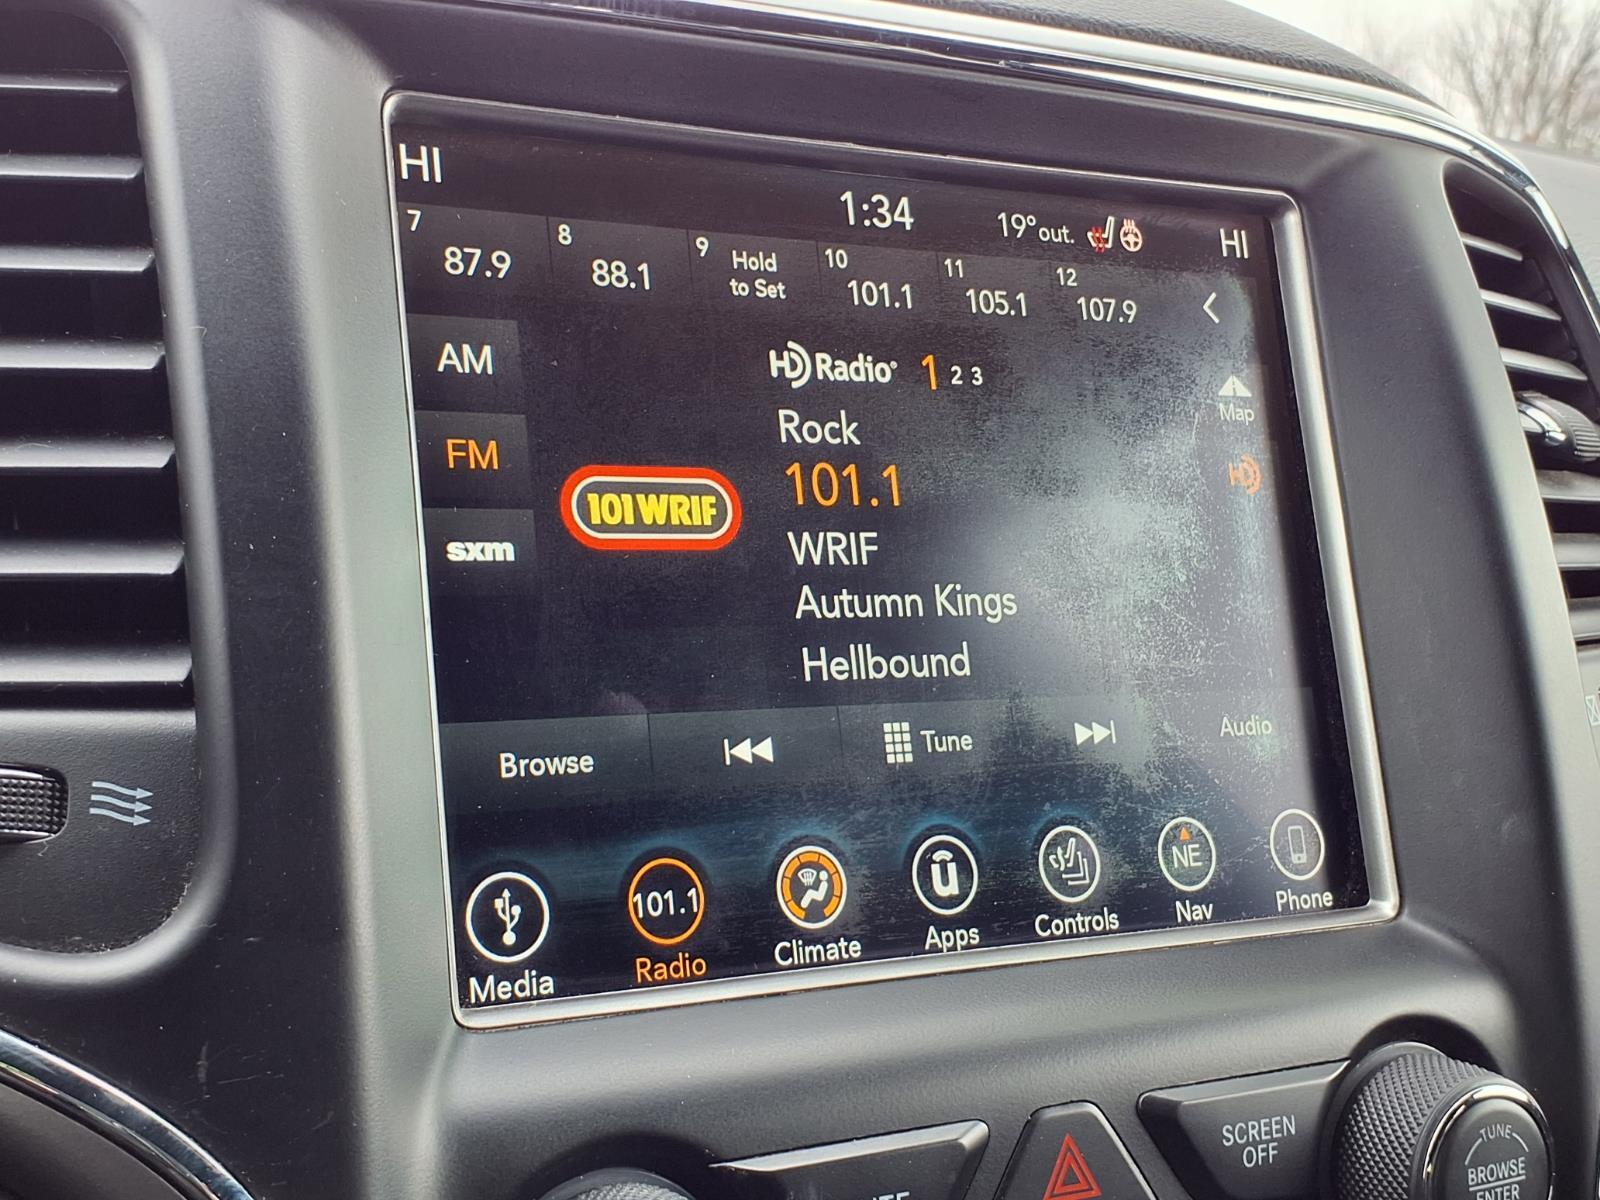 HI
1:34
19° out.
HI
7
87.9
8
88.1
9
Hold
to Set
10
101.1
11
105.1
12
107.9
AM
HD Radio 1 2 3
Map
Rock
FM
101.1
HD
101 WRIF
WRIF
sxm
Autumn Kings
Hellbound
Browse
Tune
Audio
101.1
u
NE
Media
Radio
Climate
Apps
Controls
Nav
Phone
SCREEN
OFF
TUNE
BROWSE
ENTER